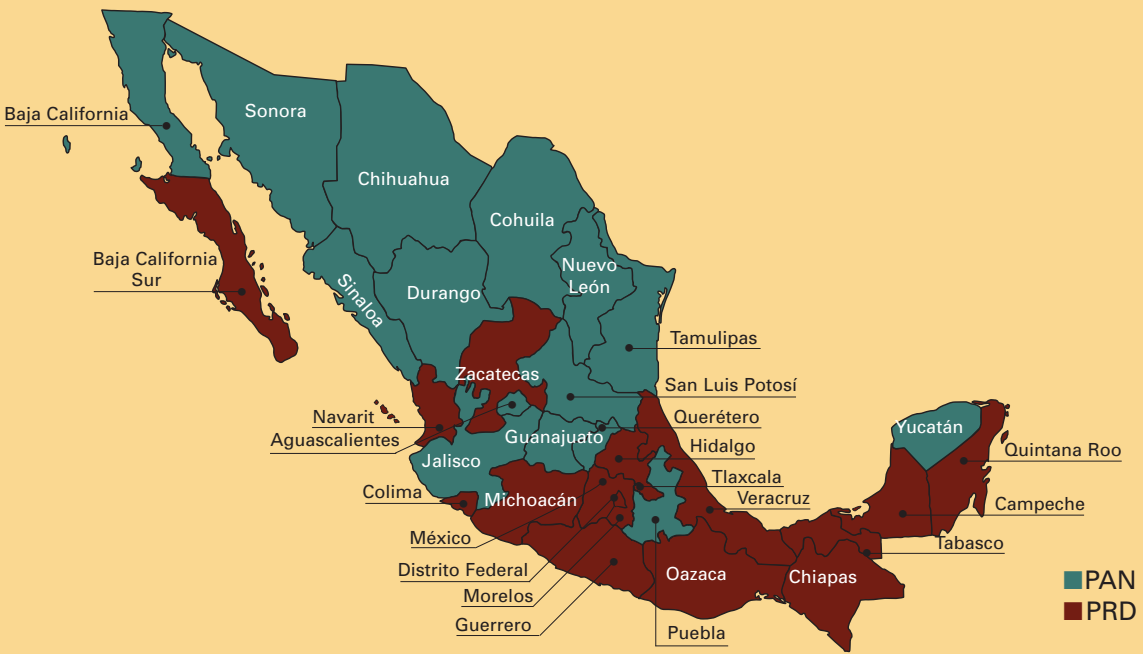 Baja California
Sonora
Chihuahua
Cohuila
Baja California
Sur
Sinaloa
Durango
Nuevo
León
Tamulipas
Zacatecas
San Luis Potosí
Navarit
Aguascalientes
Guanajuato
Querétero
Yucatán
Jalisco
Hidalgo
Quintana Roo
Tlaxcala
Colima
Michoacán
Veracruz
Campeche
México
Tabasco
Distrito Federal
Oazaca
Chiapas
PAN
Morelos
PRD
Guerrero
Puebla